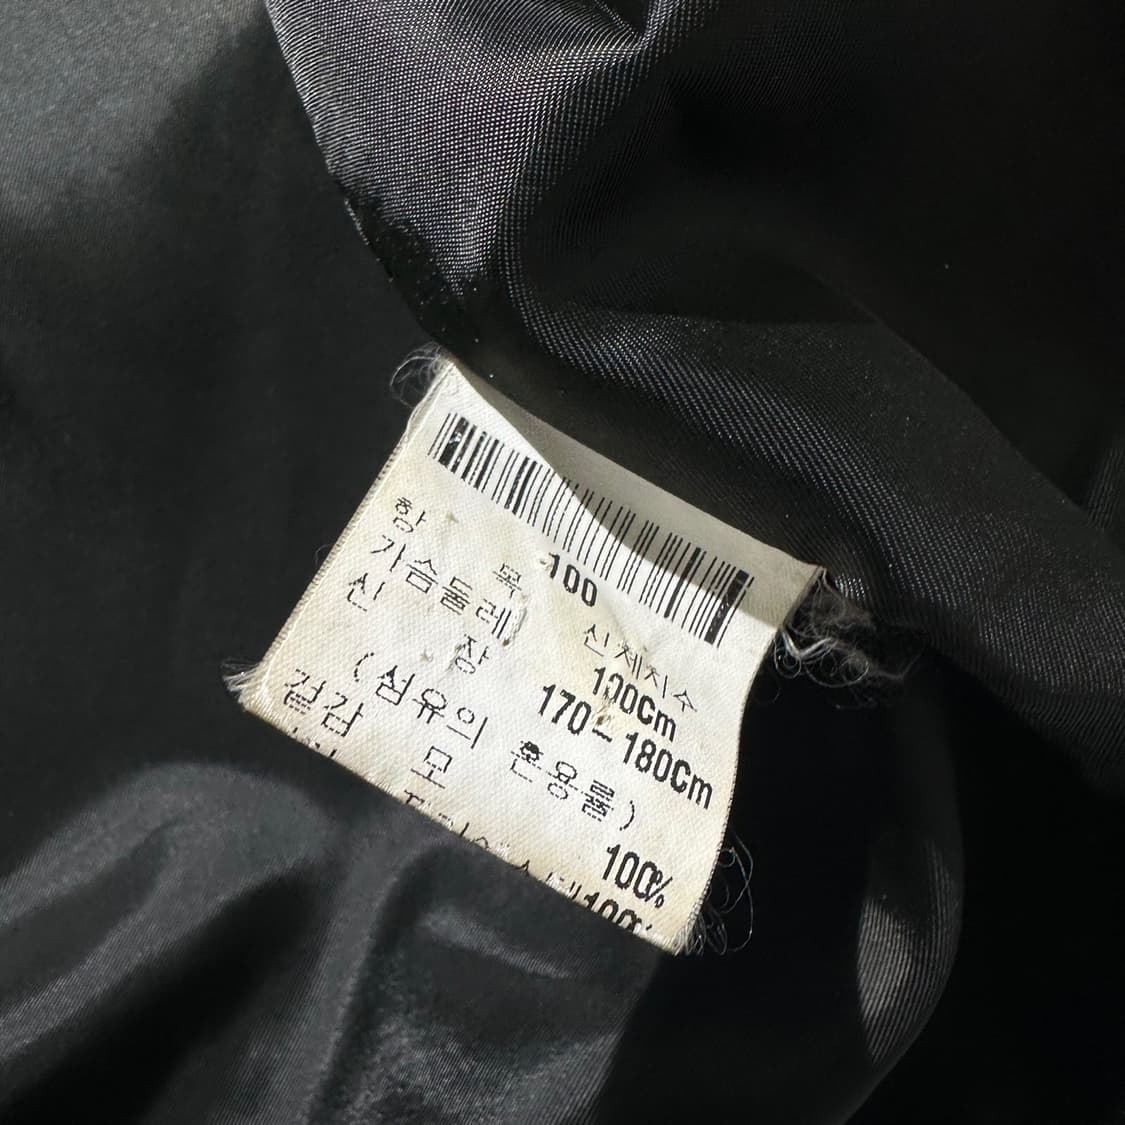 100
항 목 신체치수
가슴둘레 100Cm
신 장 170~180Cm
(섬유의 혼용률)
겉감 모 100%
100%